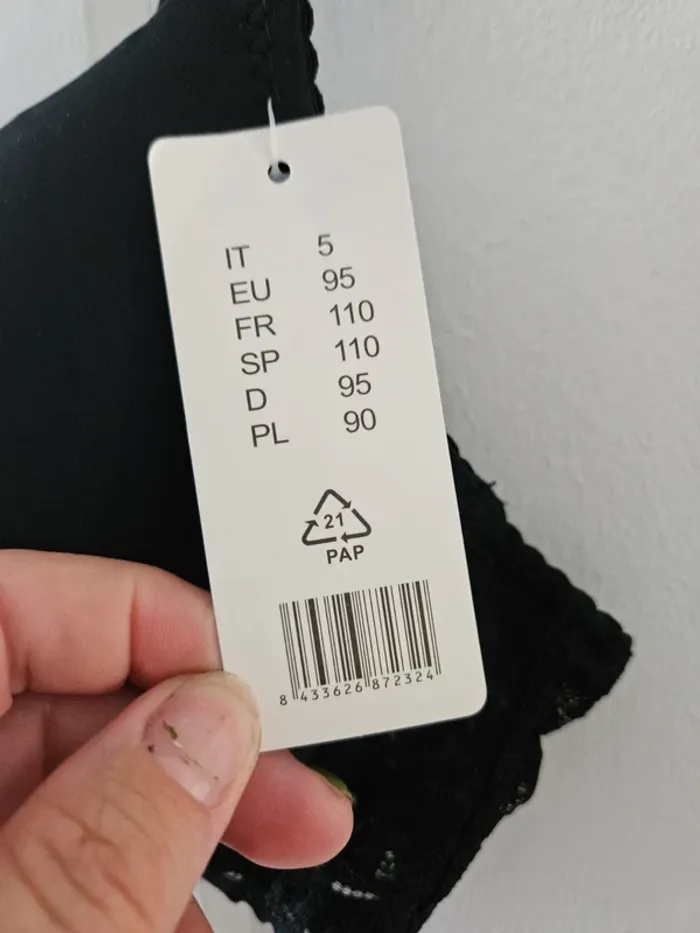 IT 5
EU 95
FR 110
SP 110
D 95
PL 90
21
PAP
8 433626 872324